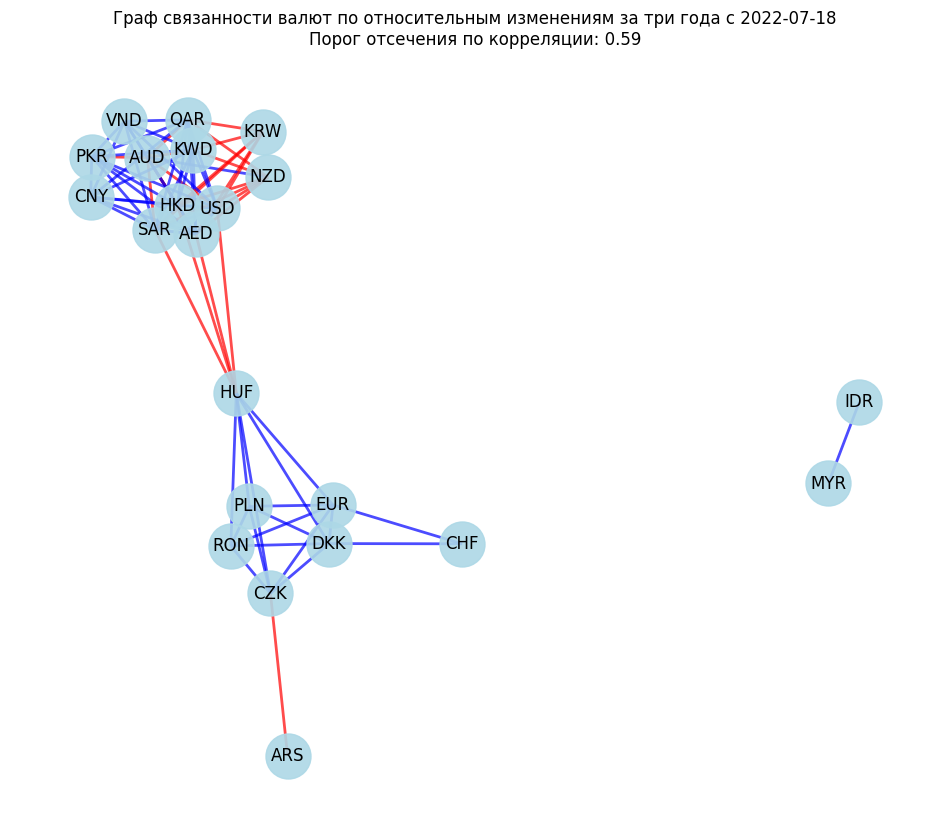 Граф связанности валют по относительным изменениям за три года с 2022-07-18
Порог отсечения по корреляции: 0.59
VND
QAR
KRW
PKR
AUD
KWD
NZD
CNY
HKD
USD
SAR
AED
HUF
IDR
MYR
PLN
EUR
RON
DKK
CHF
CZK
ARS